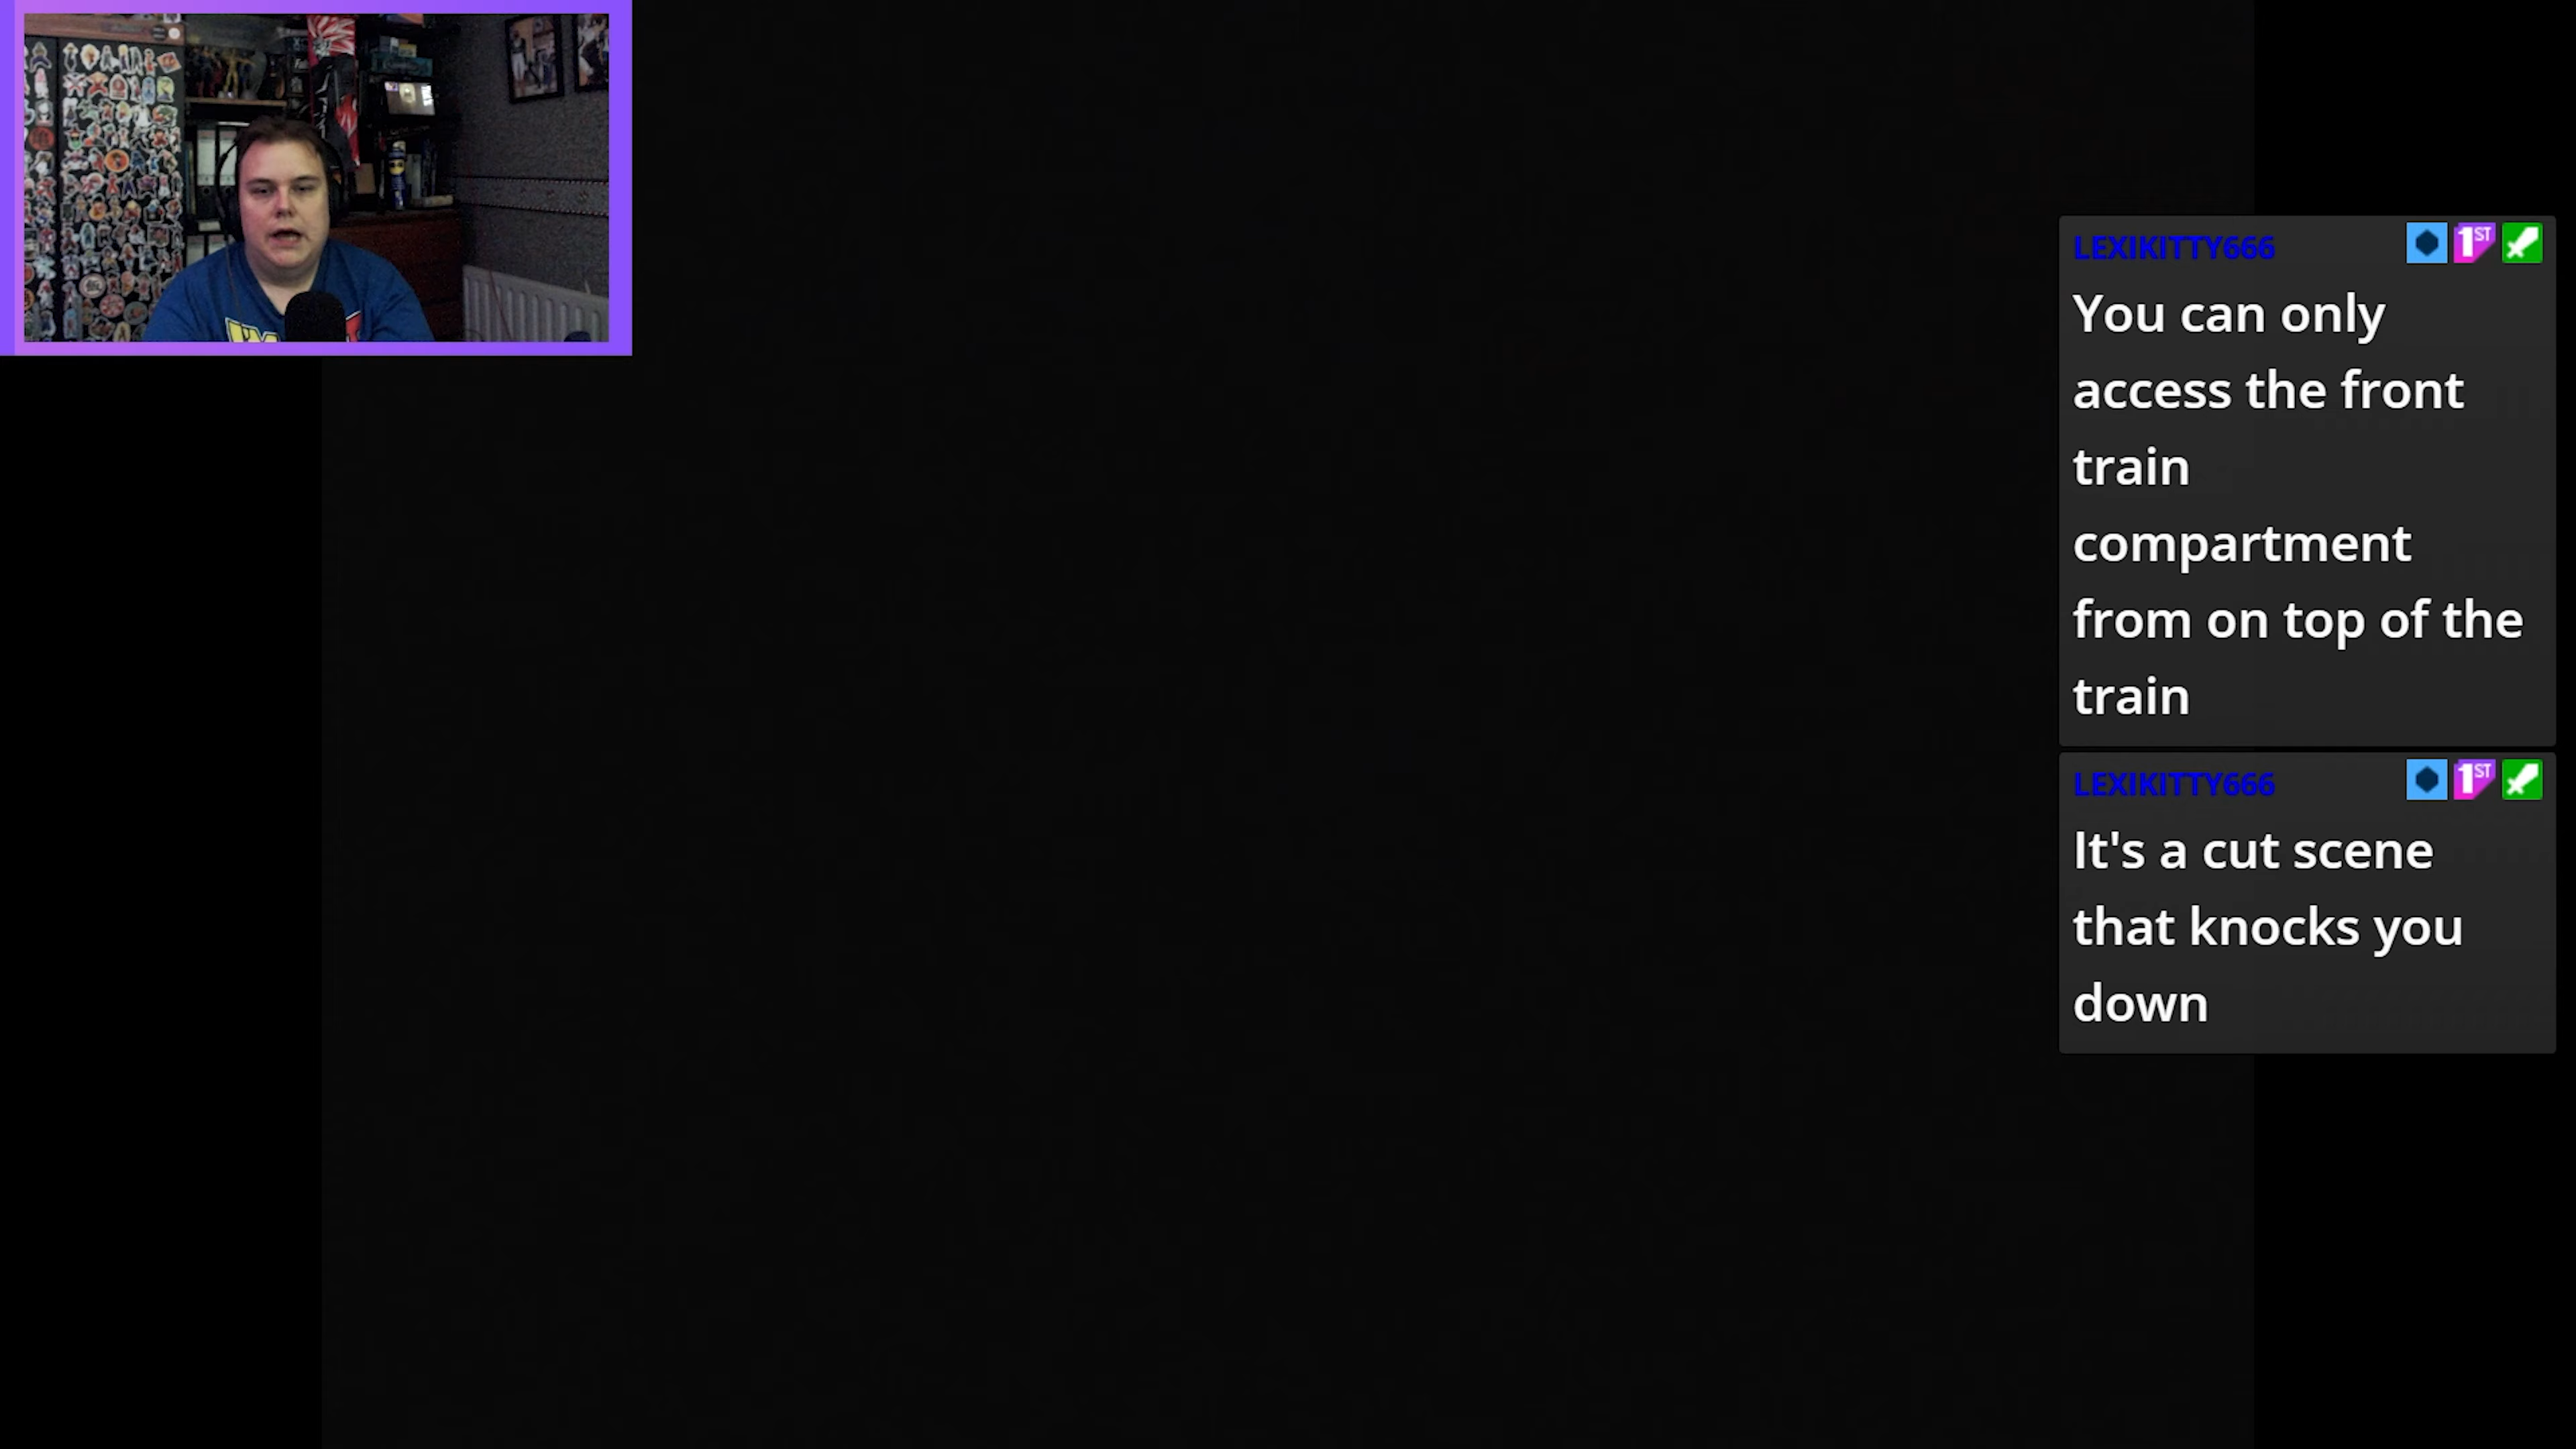 LEXIKITTY666
1ST
You can only
access the front
train
compartment
from on top of the
train
LEXIKITTY666
1ST
It's a cut scene
that knocks you
down